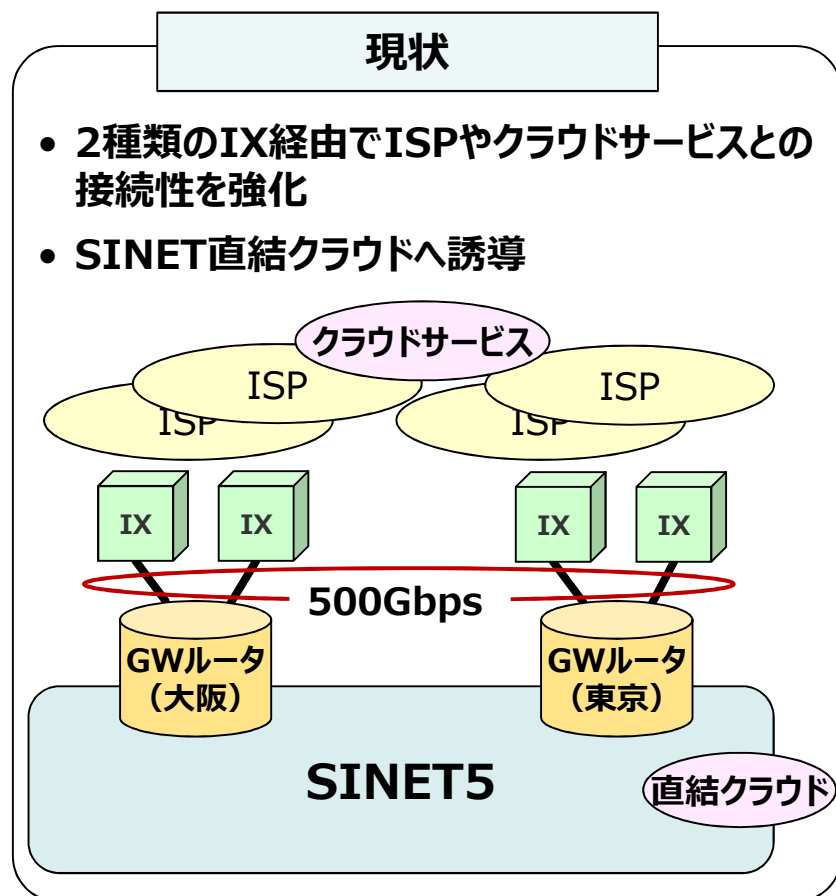 現状
• 2種類のIX経由でISPやクラウドサービスとの
接続性を強化
• SINET直結クラウドへ誘導
クラウドサービス
ISP
ISP
ISP
ISP
IX
IX
IX
IX
500Gbps
GWルータ
（大阪）
GWルータ
（東京）
SINET5
直結クラウド